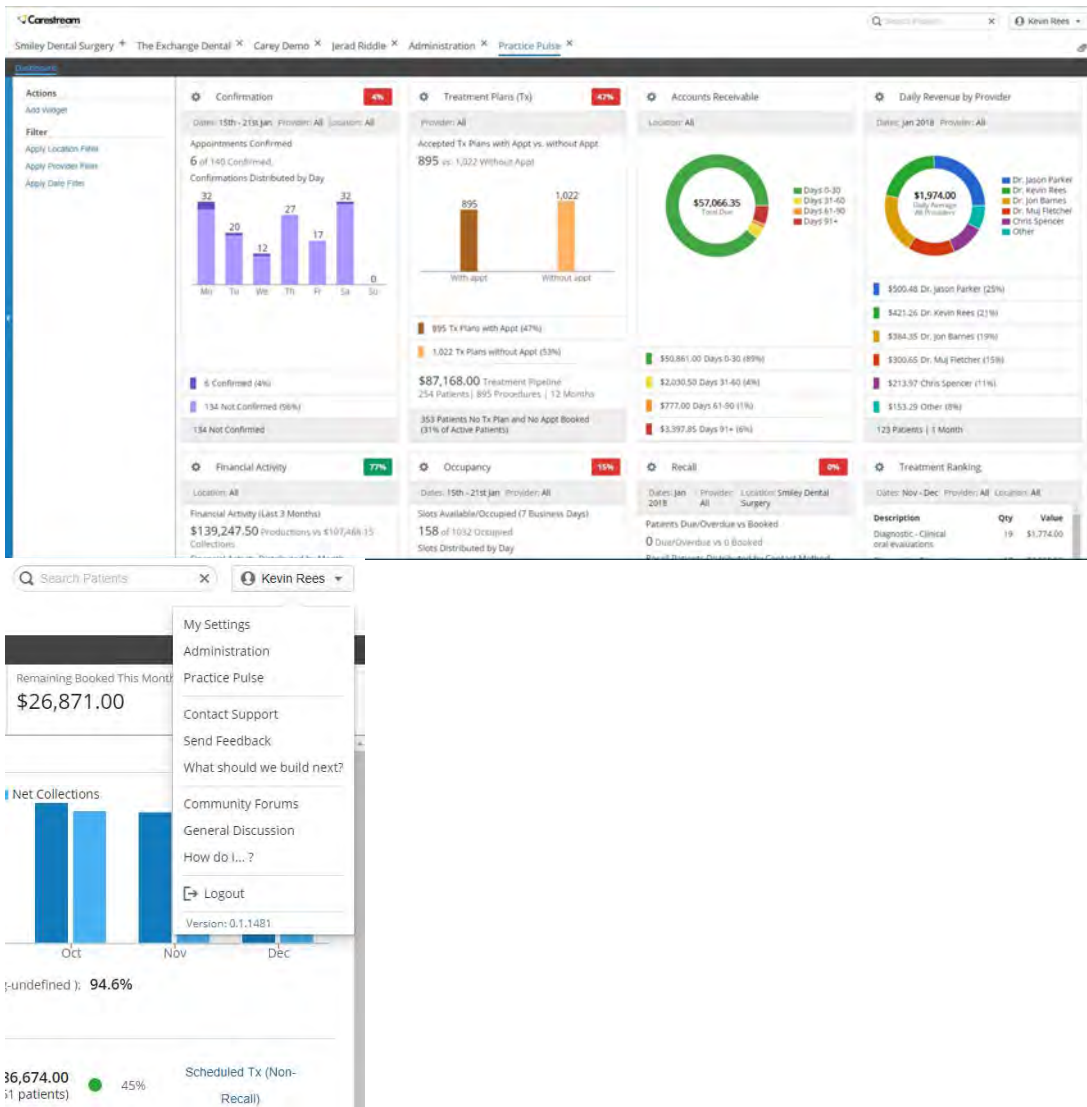 Carestream
Search Patients X Kevin Rees
Smiley Dental Surgery + The Exchange Dental X Carey Demo X Jerad Riddle X Administration X Practice Pulse X
Dashboard
Actions
Add Widget
Filter
Apply Location Filter
Apply Provider Filter
Apply Date Filter
Confirmation 4%
Dates: 15th - 21st Jan Provider: All Location: All
Appointments Confirmed
6 of 140 Confirmed
Confirmations Distributed by Day
32
20
12
27
17
32
0
Mo Tu We Th Fr Sa Su
6 Confirmed (4%)
134 Not Confirmed (96%)
134 Not Confirmed
Treatment Plans (Tx) 47%
Provider: All
Accepted Tx Plans with Appt vs. without Appt
895 vs. 1,022 Without Appt
895
1,022
With appt Without appt
895 Tx Plans with Appt (47%)
1,022 Tx Plans without Appt (53%)
$87,168.00 Treatment Pipeline
254 Patients | 895 Procedures | 12 Months
353 Patients No Tx Plan and No Appt Booked
(31% of Active Patients)
Accounts Receivable
Location: All
$57,066.35
Total Due
Days 0-30
Days 31-60
Days 61-90
Days 91+
$50,861.00 Days 0-30 (89%)
$2,030.50 Days 31-60 (4%)
$777.00 Days 61-90 (1%)
$3,397.85 Days 91+ (6%)
Daily Revenue by Provider
Dates: Jan 2018 Provider: All
$1,974.00
Daily Average
All Providers
Dr. Jason Parker
Dr. Kevin Rees
Dr. Jon Barnes
Dr. Muj Fletcher
Chris Spencer
Other
$500.48 Dr. Jason Parker (25%)
$421.26 Dr. Kevin Rees (21%)
$384.35 Dr. Jon Barnes (19%)
$300.65 Dr. Muj Fletcher (15%)
$213.97 Chris Spencer (11%)
$153.29 Other (8%)
123 Patients | 1 Month
Financial Activity 77%
Location: All
Financial Activity (Last 3 Months)
$139,247.50 Productions vs $107,466.15
Collections
Occupancy 15%
Dates: 15th - 21st Jan Provider: All
Slots Available/Occupied (7 Business Days)
158 of 1032 Occupied
Slots Distributed by Day
Recall 0%
Dates: Jan 2018 Provider: All Location: Smiley Dental Surgery
Patients Due/Overdue vs Booked
0 Due/Overdue vs 0 Booked
Recall Patients Distributed by Contact Method
Treatment Ranking
Dates: Nov - Dec Provider: All Location: All
Description Qty Value
Diagnostic - Clinical 19 $1,774.00
oral evaluations
Search Patients X Kevin Rees
My Settings
Administration
Practice Pulse
Contact Support
Send Feedback
What should we build next?
Community Forums
General Discussion
How do i... ?
Logout
Version: 0.1.1481
Remaining Booked This Month
$26,871.00
Net Collections
Oct Nov Dec
g-undefined ): 94.6%
36,674.00
51 patients)
45%
Scheduled Tx (Non-
Recall)